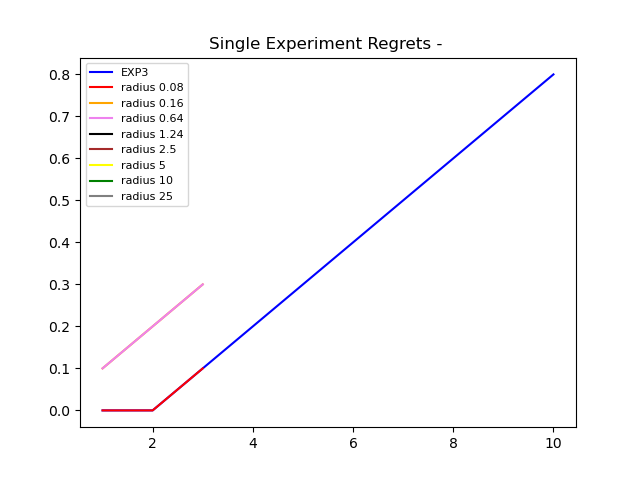 Single Experiment Regrets -
EXP3
radius 0.08
radius 0.16
radius 0.64
radius 1.24
radius 2.5
radius 5
radius 10
radius 25
0.8
0.7
0.6
0.5
0.4
0.3
0.2
0.1
0.0
2 4 6 8 10